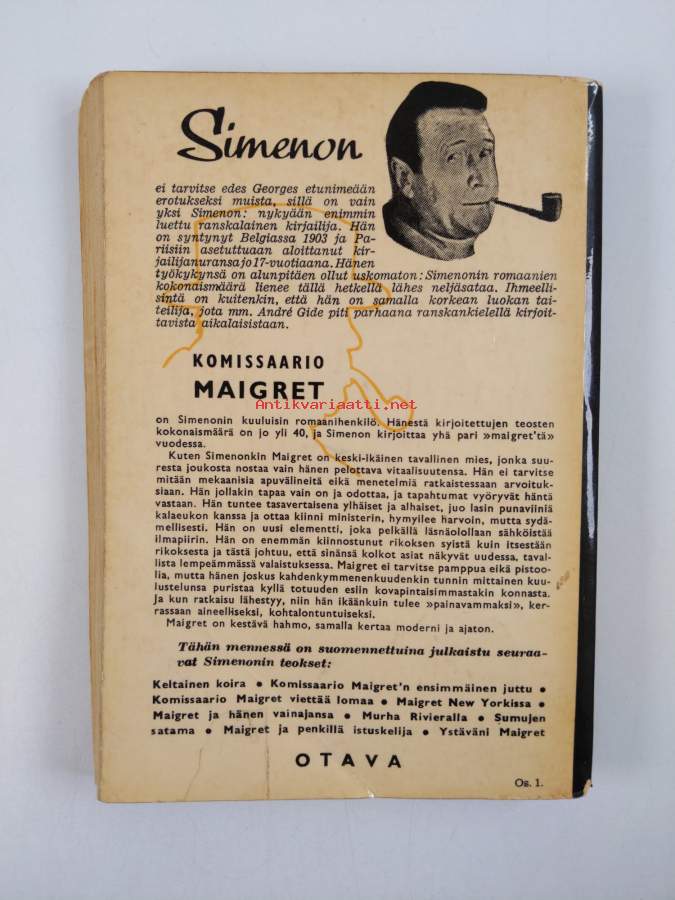 Simenon
ei tarvitse edes Georges etunimeään
erotukseksi muista, sillä on vain
yksi Simenon: nykyään enimmin
luettu ranskalainen kirjailija. Hän
on syntynyt Belgiassa 1903 ja Pa-
riisiin asetuttuaan aloittanut kir-
jailijanuransa jo 17-vuotiaana. Hänen
työkykynsä on alunpitäen ollut uskomaton: Simenonin romaanien
kokonaismäärä lienee tällä hetkellä lähes neljäsataa. Ihmeelli-
sintä on kuitenkin, että hän on samalla korkean luokan tai-
teilija, jota mm. André Gide piti parhaana ranskankielellä kirjoit-
tavista aikalaisistaan.
KOMISSAARIO
MAIGRET
Antikvariaatti.net
on Simenonin kuuluisin romaanihenkilö. Hänestä kirjoitettujen teosten
kokonaismäärä on jo yli 40, ja Simenon kirjoittaa yhä pari »maigret'tä»
vuodessa.
Kuten Simenonkin Maigret on keski-ikäinen tavallinen mies, jonka suu-
resta joukosta nostaa vain hänen pelottava vitaalisuutensa. Hän ei tarvitse
mitään mekaanisia apuvälineitä eikä menetelmiä ratkaistessaan arvoituk-
siaan. Hän jollakin tapaa vain on ja odottaa, ja tapahtumat vyöryvät häntä
vastaan. Hän tuntee tasavertaisena ylhäiset ja alhaiset, juo lasin punaviiniä
kalaeukon kanssa ja ottaa kiinni ministerin, hymyilee harvoin, mutta sydä-
mellisesti. Hän on uusi elementti, joka pelkällä läsnäolollaan sähköistää
ilmapiirin. Hän on enemmän kiinnostunut rikoksen syistä kuin itsestään
rikoksesta ja tästä johtuu, että sinänsä kolkot asiat näkyvät uudessa, taval-
lista lempeämmässä valaistuksessa. Maigret ei tarvitse pamppua eikä pistoo-
lia, mutta hänen joskus kahdenkymmenenkuudenkin tunnin mittainen kuu-
lustelunsa puristaa kyllä totuuden esiin kovapintaisimmastakin konnasta.
Ja kun ratkaisu lähestyy, niin hän ikäänkuin tulee »painavammaksi», ker-
rassaan aineelliseksi, kohtalontuntuiseksi.
Maigret on kestävä hahmo, samalla kertaa moderni ja ajaton.
Tähän mennessä on suomennettuina julkaistu seuraa-
vat Simenonin teokset:
Keltainen koira • Komissaario Maigret'n ensimmäinen juttu •
Komissaario Maigret viettää lomaa • Maigret New Yorkissa •
Maigret ja hänen vainajansa • Murha Rivieralla • Sumujen
satama • Maigret ja penkillä istuskelija • Ystäväni Maigret
OTAVA
Os. 1.